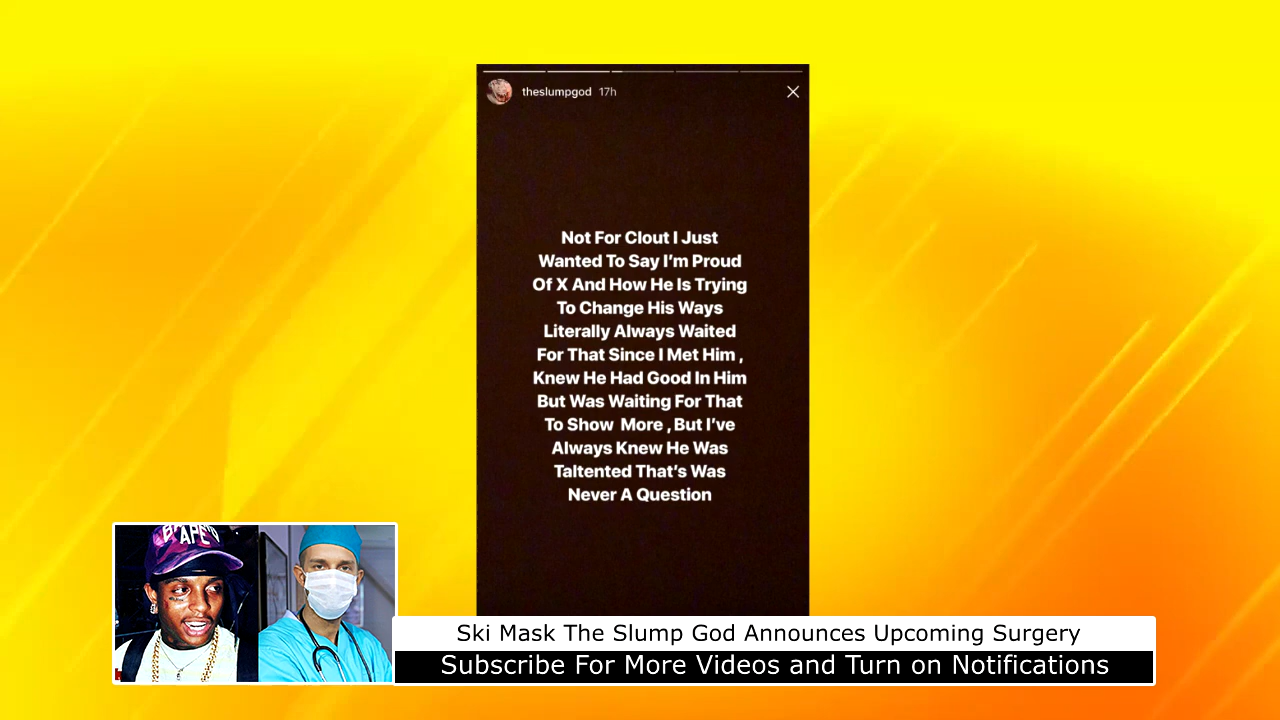 theslumpgod 17h
Not For Clout I Just
Wanted To Say I'm Proud
Of X And How He Is Trying
To Change His Ways
Literally Always Waited
For That Since I Met Him ,
Knew He Had Good In Him
But Was Waiting For That
To Show  More , But I've
Always Knew He Was
Taltented That's Was
Never A Question
Ski Mask The Slump God Announces Upcoming Surgery
Subscribe For More Videos and Turn on Notifications